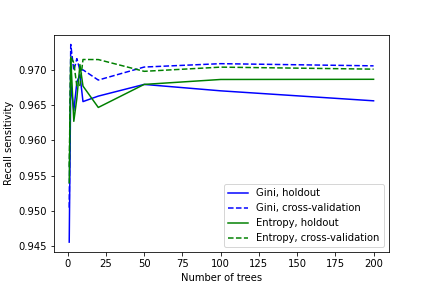 0.970
0.965
0.960
0.955
0.950
0.945
Recall sensitivity
Gini, holdout
Gini, cross-validation
Entropy, holdout
Entropy, cross-validation
0 25 50 75 100 125 150 175 200
Number of trees